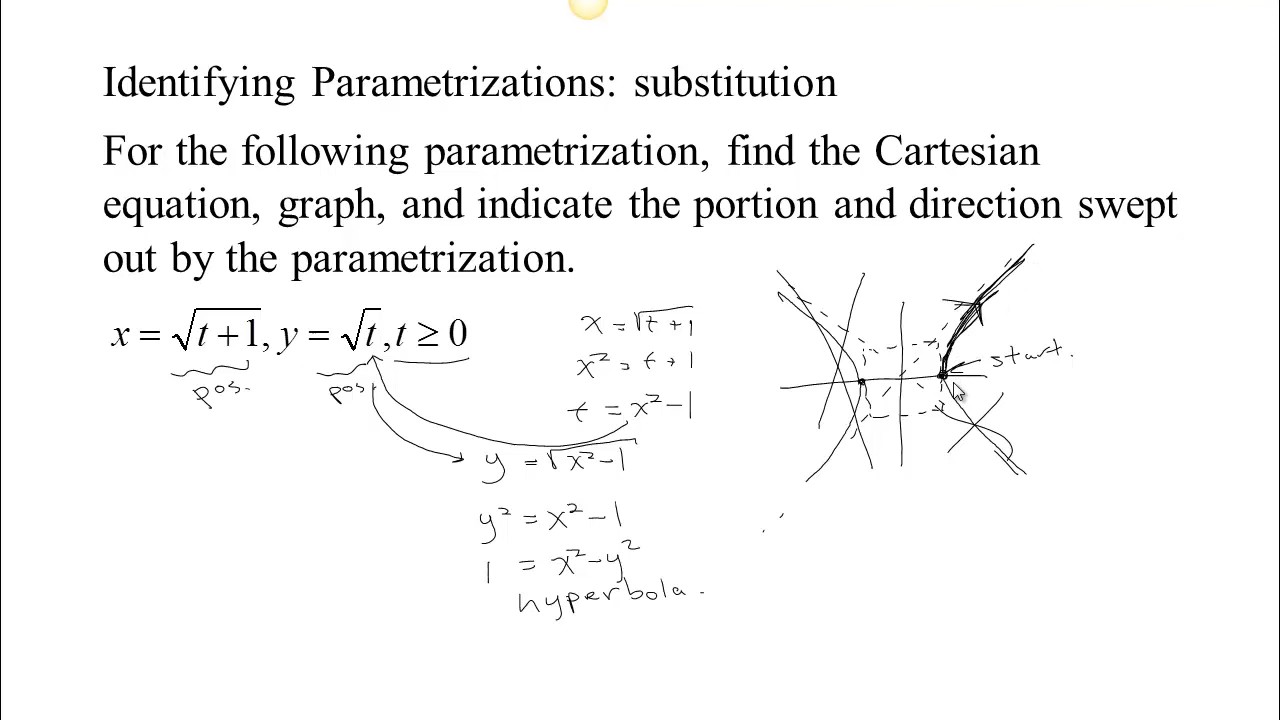 Identifying Parametrizations: substitution
For the following parametrization, find the Cartesian
equation, graph, and indicate the portion and direction swept
out by the parametrization.
x = √(t + 1), y = √t, t ≥ 0
pos. pos.
x = √(t + 1)
x² = t + 1
t = x² - 1
y = √(x² - 1)
y² = x² - 1
1 = x² - y²
hyperbola.
start.